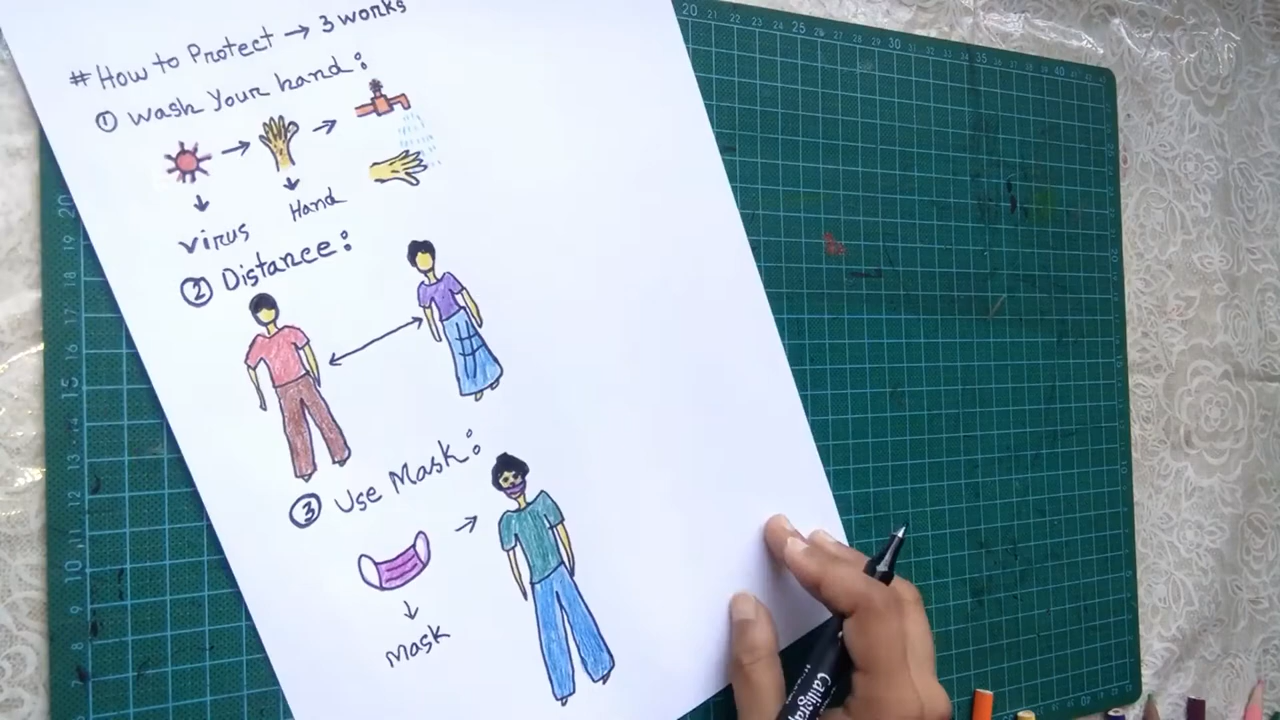 # How to Protect → 3 works
① Wash Your hand:
virus
Hand
② Distance:
③ Use Mask:
Mask